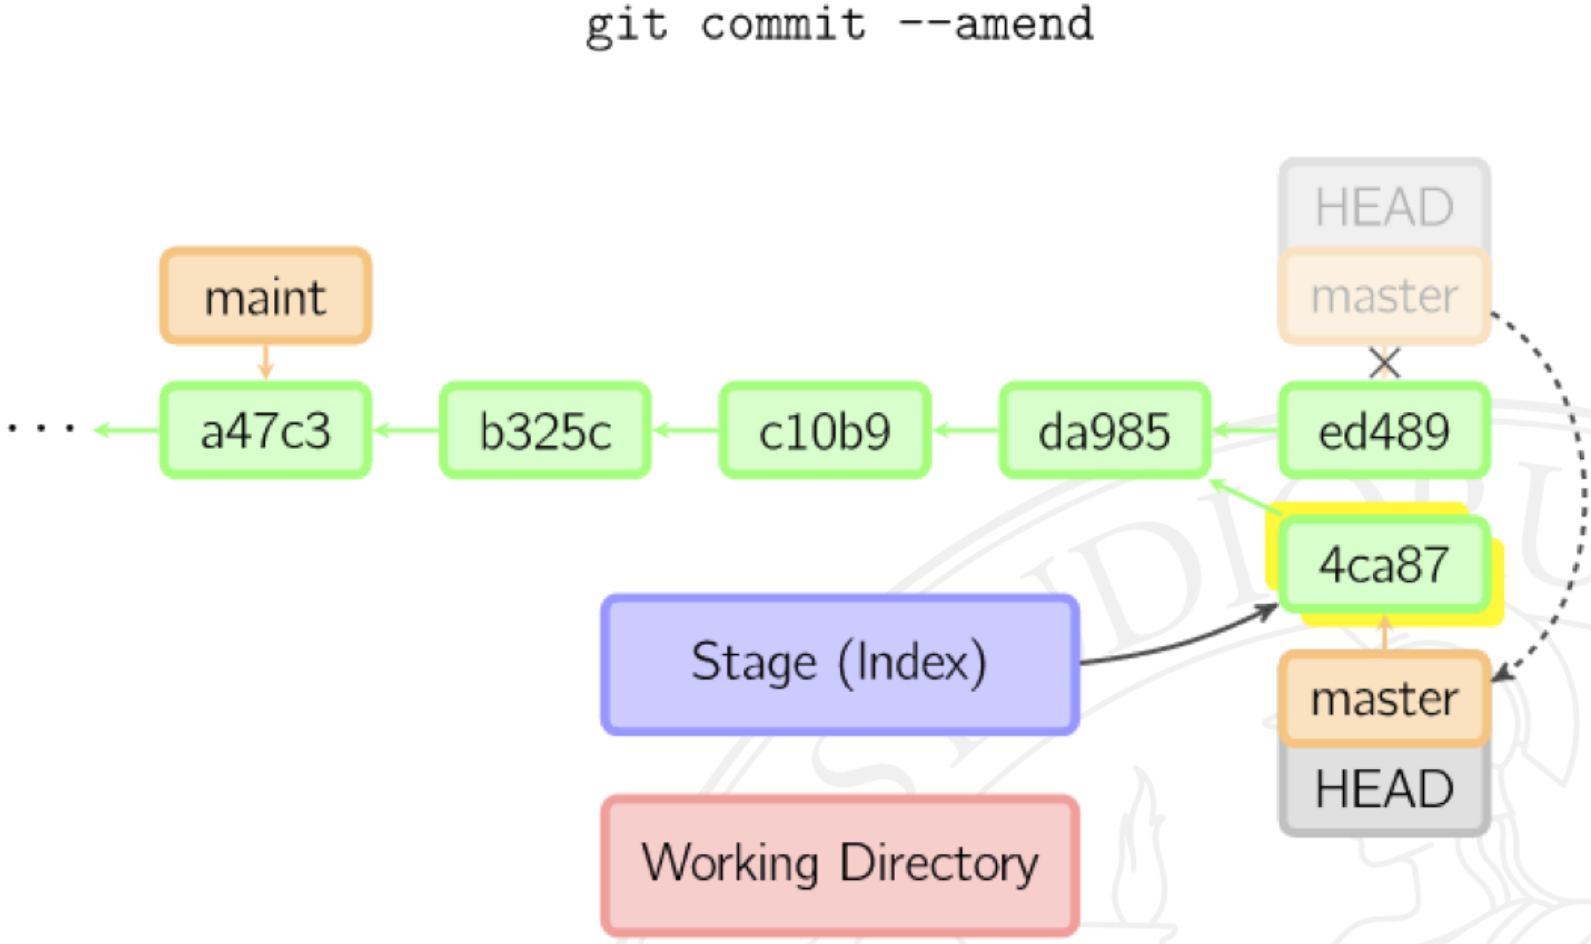 git commit --amend
HEAD
maint
master
... a47c3 b325c c10b9 da985 ed489
4ca87
Stage (Index)
master
HEAD
Working Directory